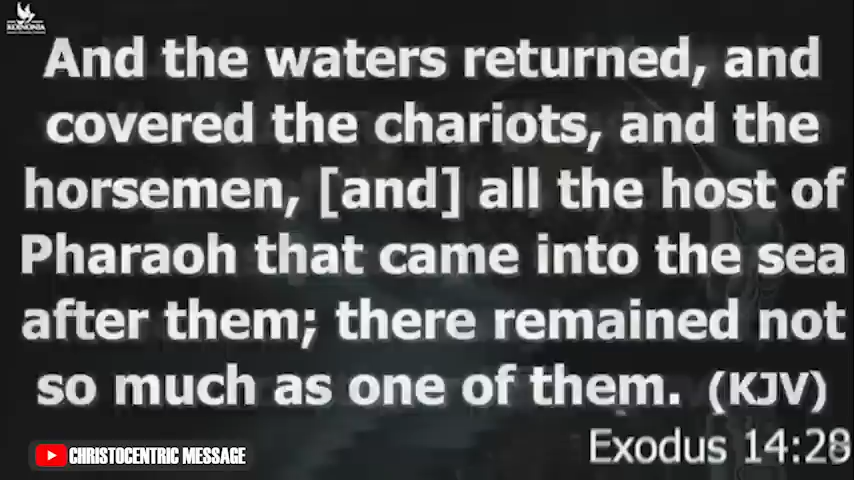 KOINONIA
And the waters returned, and
covered the chariots, and the
horsemen, [and] all the host of
Pharaoh that came into the sea
after them; there remained not
so much as one of them. (KJV)
Exodus 14:28
CHRISTOCENTRIC MESSAGE